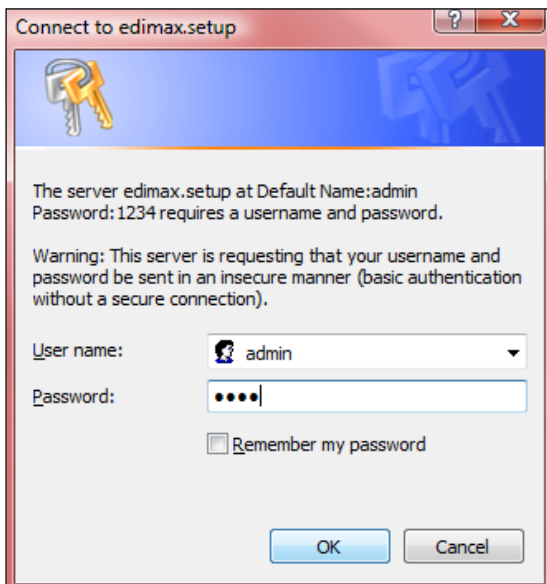 Connect to edimax.setup
? X
The server edimax.setup at Default Name:admin
Password:1234 requires a username and password.
Warning: This server is requesting that your username and
password be sent in an insecure manner (basic authentication
without a secure connection).
User name: admin
Password: ●●●●
Remember my password
OK Cancel